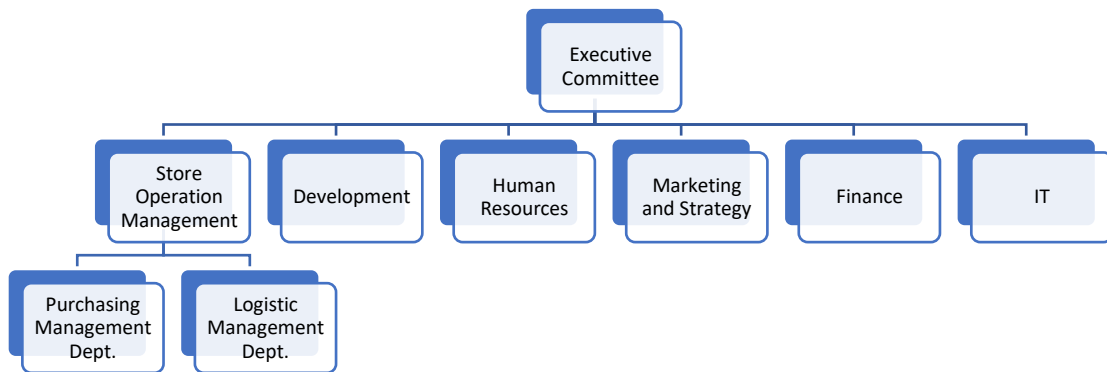 Executive
Committee
Store
Operation
Management
Development
Human
Resources
Marketing
and Strategy
Finance
IT
Purchasing
Management
Dept.
Logistic
Management
Dept.